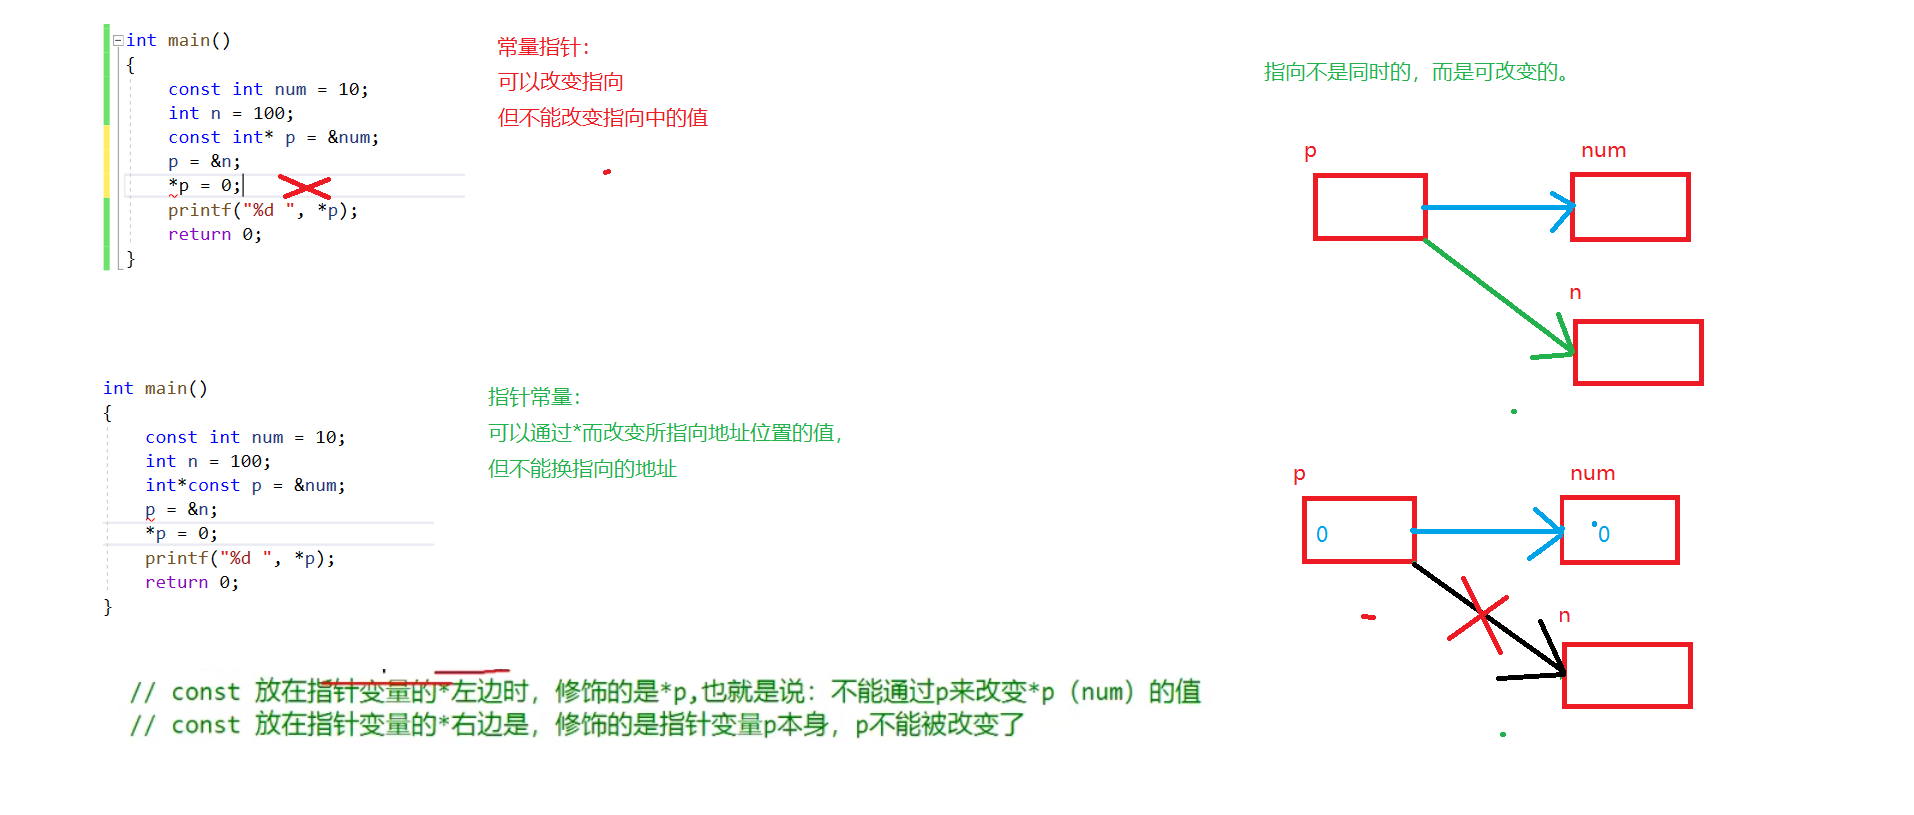 int main()
{
const int num = 10;
int n = 100;
const int* p = &num;
p = &n;
*p = 0;
printf("%d ", *p);
return 0;
}
常量指针：
可以改变指向
但不能改变指向中的值
指向不是同时的，而是可改变的。
p
num
n
int main()
{
const int num = 10;
int n = 100;
int*const p = &num;
p = &n;
*p = 0;
printf("%d ", *p);
return 0;
}
指针常量：
可以通过*而改变所指向地址位置的值，
但不能换指向的地址
p
num
0
0
n
// const 放在指针变量的*左边时，修饰的是*p,也就是说：不能通过p来改变*p（num）的值
// const 放在指针变量的*右边是，修饰的是指针变量p本身，p不能被改变了